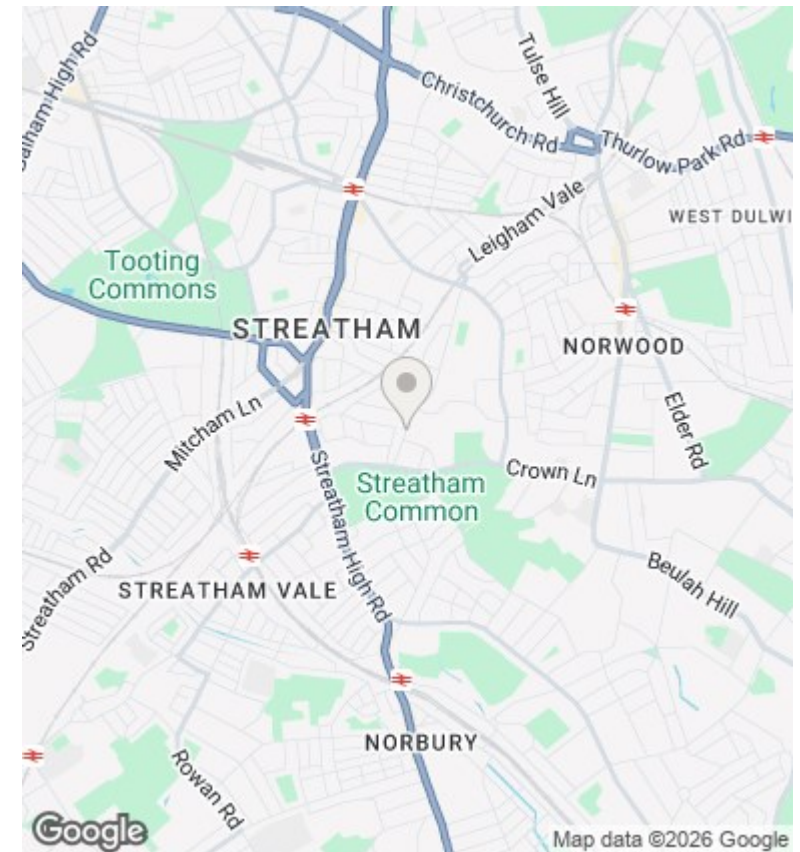 Balham High Rd
Tulse Hill
Christchurch Rd
Thurlow Park Rd
Leigham Vale
WEST DULWI
Tooting
Commons
STREATHAM
NORWOOD
Mitcham Ln
Elder Rd
Crown Ln
Streatham
Common
Streatham High Rd
Streatham Rd
STREATHAM VALE
Beulah Hill
NORBURY
Rowan Rd
Google
Map data ©2026 Google